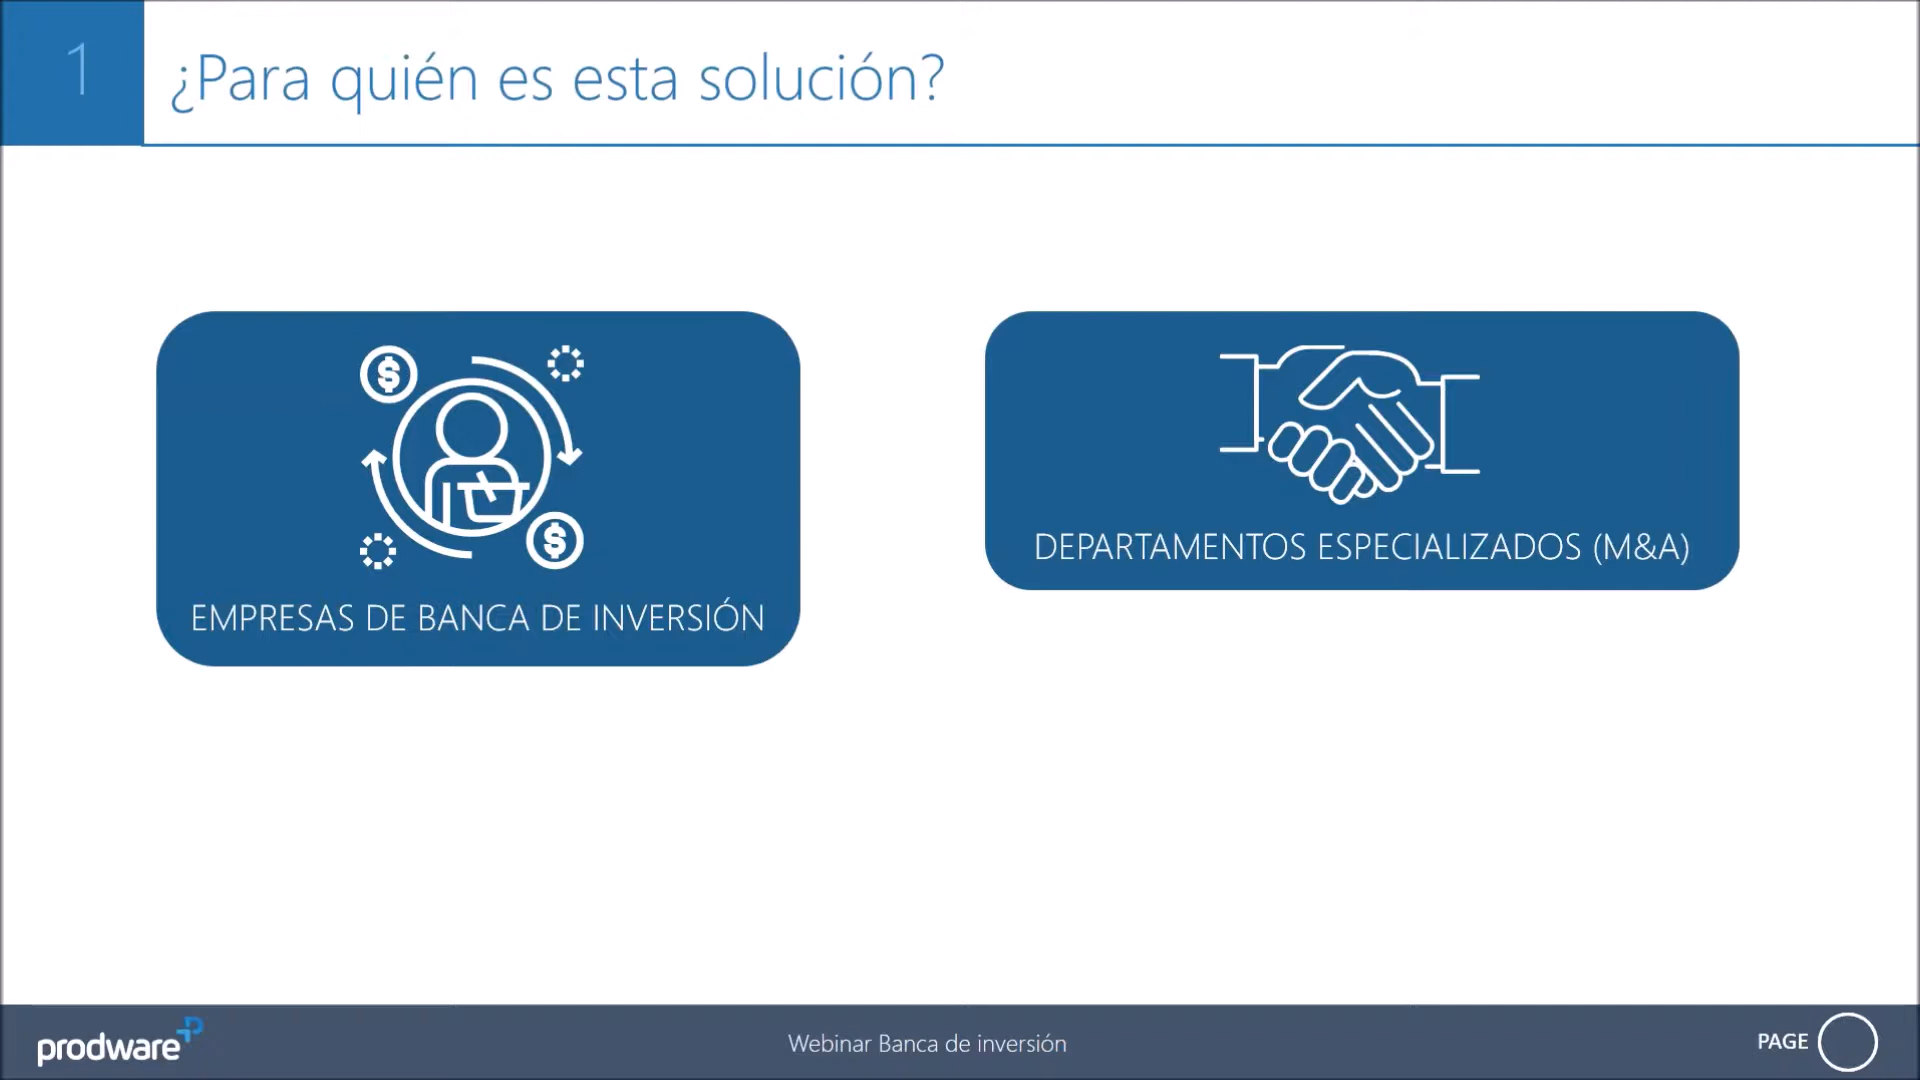 1
¿Para quién es esta solución?
$
$
EMPRESAS DE BANCA DE INVERSIÓN
DEPARTAMENTOS ESPECIALIZADOS (M&A)
prodware
Webinar Banca de inversión
PAGE